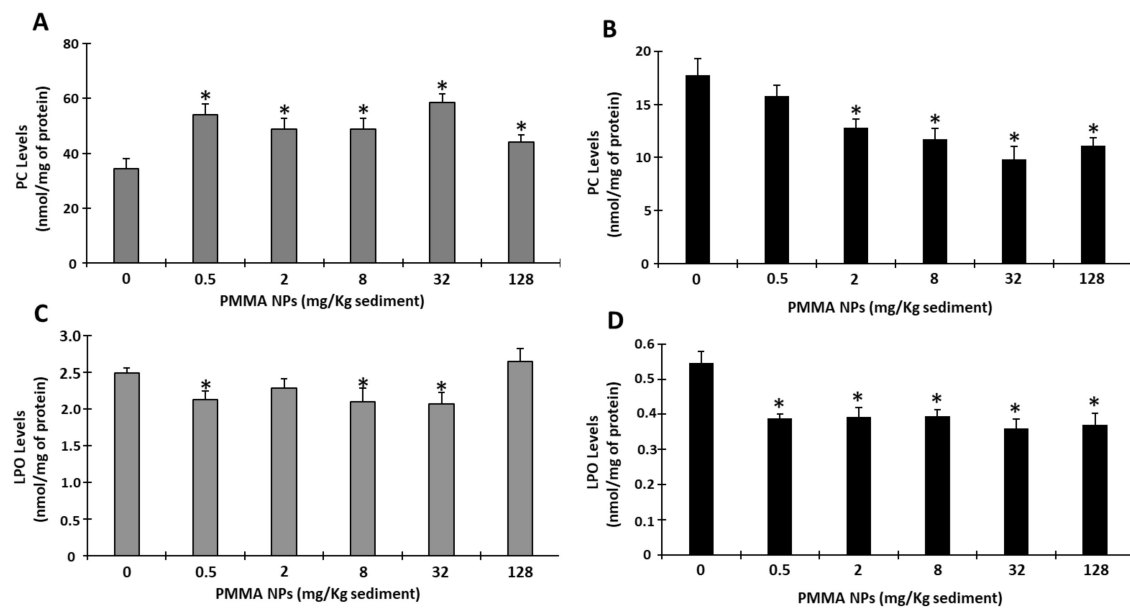 A
PC Levels
(nmol/mg of protein)
80
60
40
20
0
*
*
*
*
*
0 0.5 2 8 32 128
PMMA NPs (mg/Kg sediment)
B
PC Levels
(nmol/mg of protein)
20
15
10
5
0
*
*
*
*
0 0.5 2 8 32 128
PMMA NPs (mg/Kg sediment)
C
LPO Levels
(nmol/mg of protein)
3.0
2.5
2.0
1.5
1.0
0.5
0
*
*
*
0 0.5 2 8 32 128
PMMA NPs (mg/Kg sediment)
D
LPO Levels
(nmol/mg of protein)
0.6
0.5
0.4
0.3
0.2
0.1
0
*
*
*
*
*
0 0.5 2 8 32 128
PMMA NPs (mg/Kg sediment)